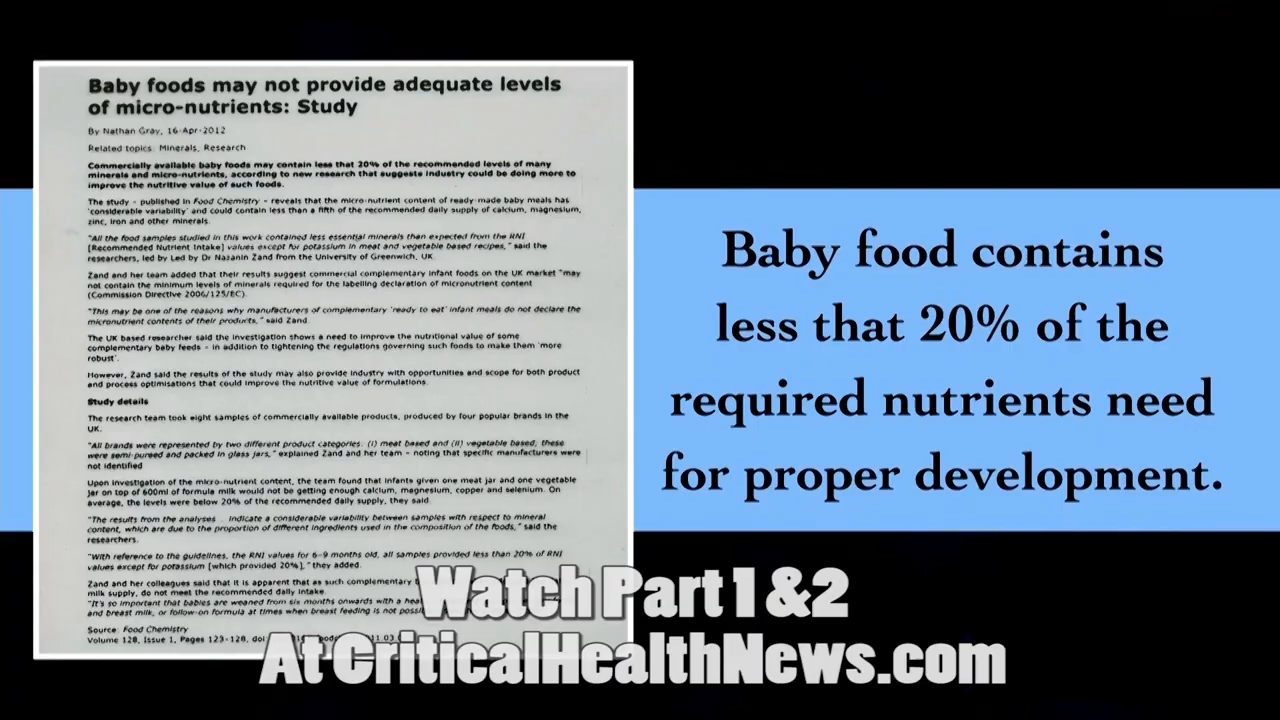 Baby foods may not provide adequate levels
of micro-nutrients: Study
By Nathan Gray, 16-Apr-2012
Related topics: Minerals, Research
Commercially available baby foods may contain less that 20% of the recommended levels of many
minerals and micro-nutrients, according to new research that suggests industry could be doing more to
improve the nutritive value of such foods.
The study - published in Food Chemistry - reveals that the micro-nutrient content of ready-made baby meals has
'considerable variability' and could contain less than a fifth of the recommended daily supply of calcium, magnesium,
zinc, iron and other minerals.
"All the food samples studied in this work contained less essential minerals than expected from the RNI
[Recommended Nutrient Intake] values except for potassium in meat and vegetable based recipes," said the
researchers, led by Led by Dr Nazanin Zand from the University of Greenwich, UK.
Zand and her team added that their results suggest commercial complementary infant foods on the UK market "may
not contain the minimum levels of minerals required for the labelling declaration of micronutrient content
(Commission Directive 2006/125/EC).
"This may be one of the reasons why manufacturers of complementary 'ready to eat' infant meals do not declare the
micronutrient contents of their products," said Zand.
The UK based researcher said the investigation shows a need to improve the nutritional value of some
complementary baby feeds - in addition to tightening the regulations governing such foods to make them 'more
robust'.
However, Zand said the results of the study may also provide industry with opportunities and scope for both product
and process optimisations that could improve the nutritive value of formulations.
Study details
The research team took eight samples of commercially available products, produced by four popular brands in the
UK.
"All brands were represented by two different product categories: (i) meat based and (ii) vegetable based; these
were semi-pureed and packed in glass jars," explained Zand and her team - noting that specific manufacturers were
not identified
Upon investigation of the micro-nutrient content, the team found that infants given one meat jar and one vegetable
jar on top of 600ml of formula milk would not be getting enough calcium, magnesium, copper and selenium. On
average, the levels were below 20% of the recommended daily supply, they said.
"The results from the analyses ... indicate a considerable variability between samples with respect to mineral
content, which are due to the proportion of different ingredients used in the composition of the foods," said the
researchers.
"With reference to the guidelines, the RNI values for 6-9 months old, all samples provided less than 20% of RNI
values except for potassium [which provided 20%]," they added.
Zand and her colleagues said that it is apparent that as such complementary
milk supply, do not meet the recommended daily intake.
"It's so important that babies are weaned from six months onwards with a
and breast milk, or follow-on formula at times when breast feeding is not
Source: Food Chemistry
Volume 128, Issue 1, Pages 123-128, doi:
Baby food contains
less that 20% of the
required nutrients need
for proper development.
Watch Part 1 & 2
At CriticalHealthNews.com